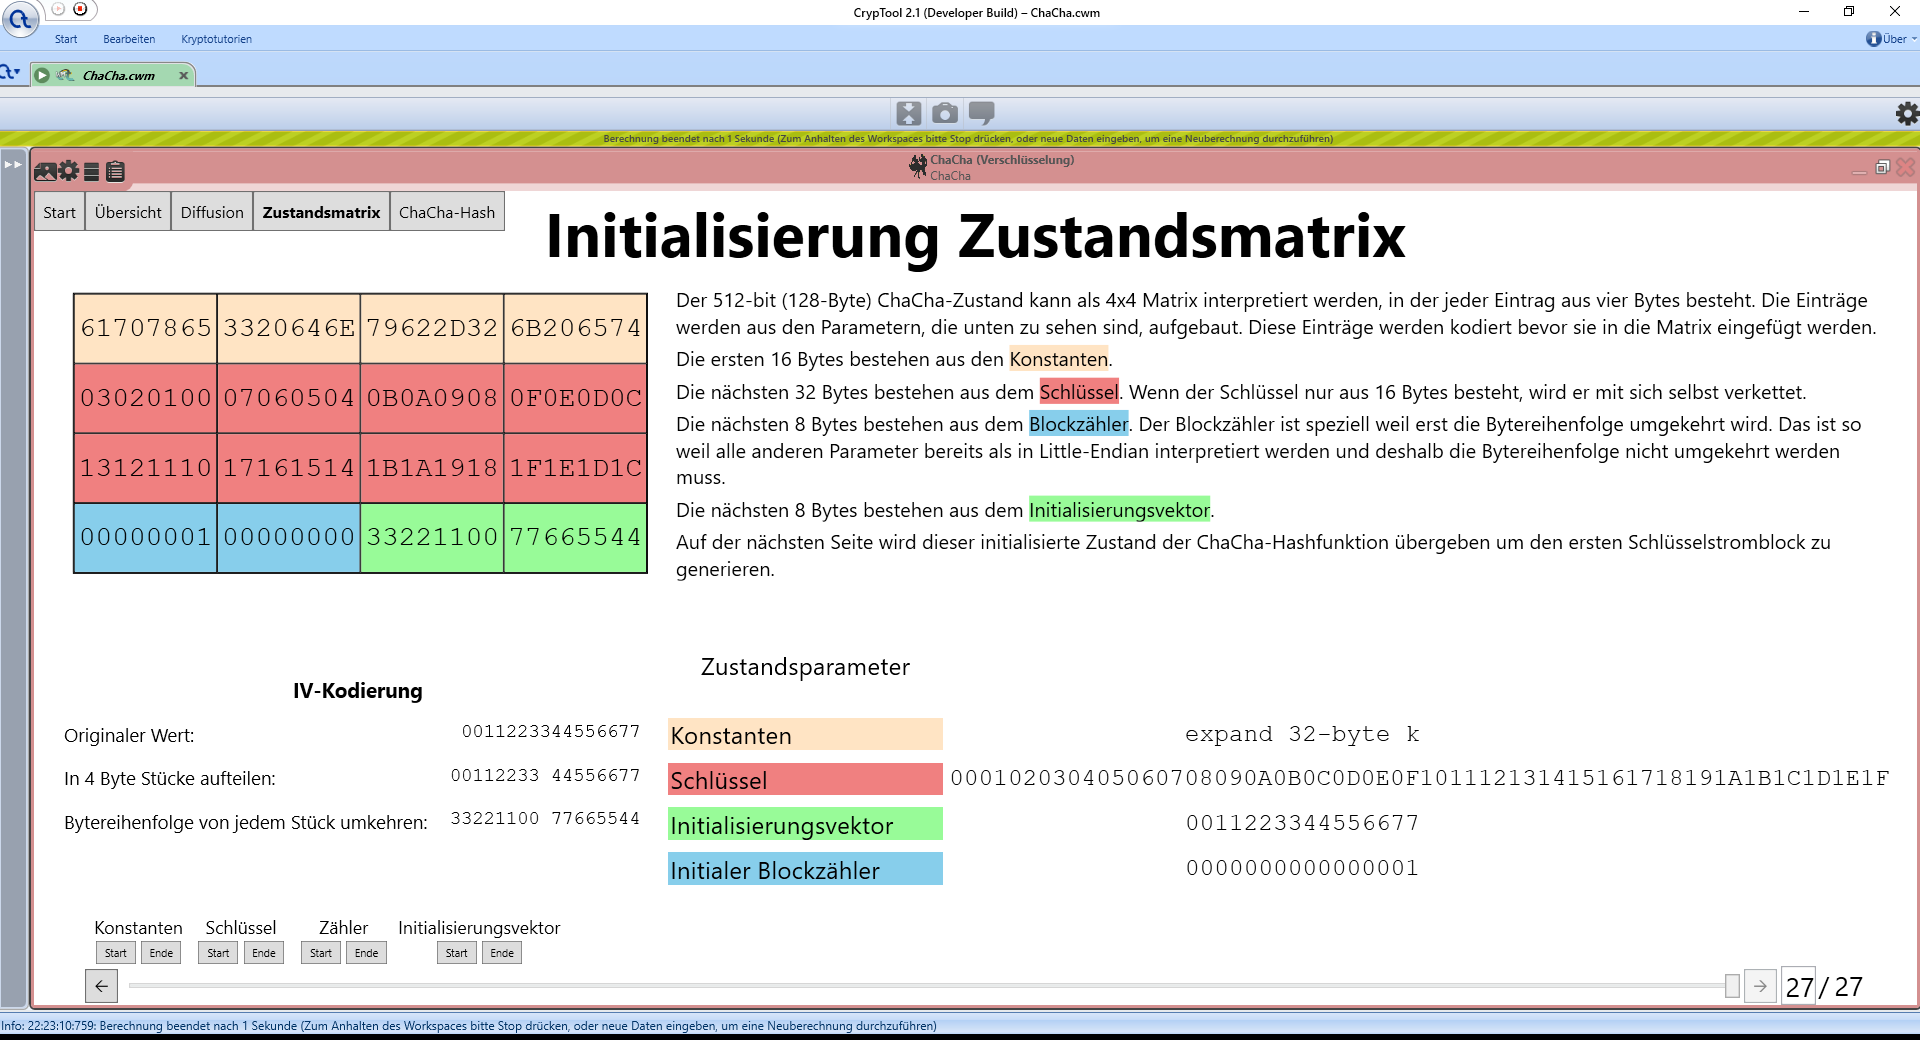 CrypTool 2.1 (Developer Build) – ChaCha.cwm
Start Bearbeiten Kryptotutorien
Über
ChaCha.cwm
Berechnung beendet nach 1 Sekunde (Zum Anhalten des Workspaces bitte Stop drücken, oder neue Daten eingeben, um eine Neuberechnung durchzuführen)
ChaCha (Verschlüsselung)
ChaCha
Start Übersicht Diffusion Zustandsmatrix ChaCha-Hash
Initialisierung Zustandsmatrix
61707865 3320646E 79622D32 6B206574
03020100 07060504 0B0A0908 0F0E0D0C
13121110 17161514 1B1A1918 1F1E1D1C
00000001 00000000 33221100 77665544
Der 512-bit (128-Byte) ChaCha-Zustand kann als 4x4 Matrix interpretiert werden, in der jeder Eintrag aus vier Bytes besteht. Die Einträge
werden aus den Parametern, die unten zu sehen sind, aufgebaut. Diese Einträge werden kodiert bevor sie in die Matrix eingefügt werden.
Die ersten 16 Bytes bestehen aus den Konstanten.
Die nächsten 32 Bytes bestehen aus dem Schlüssel. Wenn der Schlüssel nur aus 16 Bytes besteht, wird er mit sich selbst verkettet.
Die nächsten 8 Bytes bestehen aus dem Blockzähler. Der Blockzähler ist speziell weil erst die Bytereihenfolge umgekehrt wird. Das ist so
weil alle anderen Parameter bereits als in Little-Endian interpretiert werden und deshalb die Bytereihenfolge nicht umgekehrt werden
muss.
Die nächsten 8 Bytes bestehen aus dem Initialisierungsvektor.
Auf der nächsten Seite wird dieser initialisierte Zustand der ChaCha-Hashfunktion übergeben um den ersten Schlüsselstromblock zu
generieren.
IV-Kodierung
Originaler Wert: 0011223344556677
In 4 Byte Stücke aufteilen: 00112233 44556677
Bytereihenfolge von jedem Stück umkehren: 33221100 77665544
Zustandsparameter
Konstanten expand 32-byte k
Schlüssel 000102030405060708090A0B0C0D0E0F101112131415161718191A1B1C1D1E1F
Initialisierungsvektor 0011223344556677
Initialer Blockzähler 0000000000000001
Konstanten Schlüssel Zähler Initialisierungsvektor
Start Ende Start Ende Start Ende Start Ende
27 / 27
Info: 22:23:10:759: Berechnung beendet nach 1 Sekunde (Zum Anhalten des Workspaces bitte Stop drücken, oder neue Daten eingeben, um eine Neuberechnung durchzuführen)